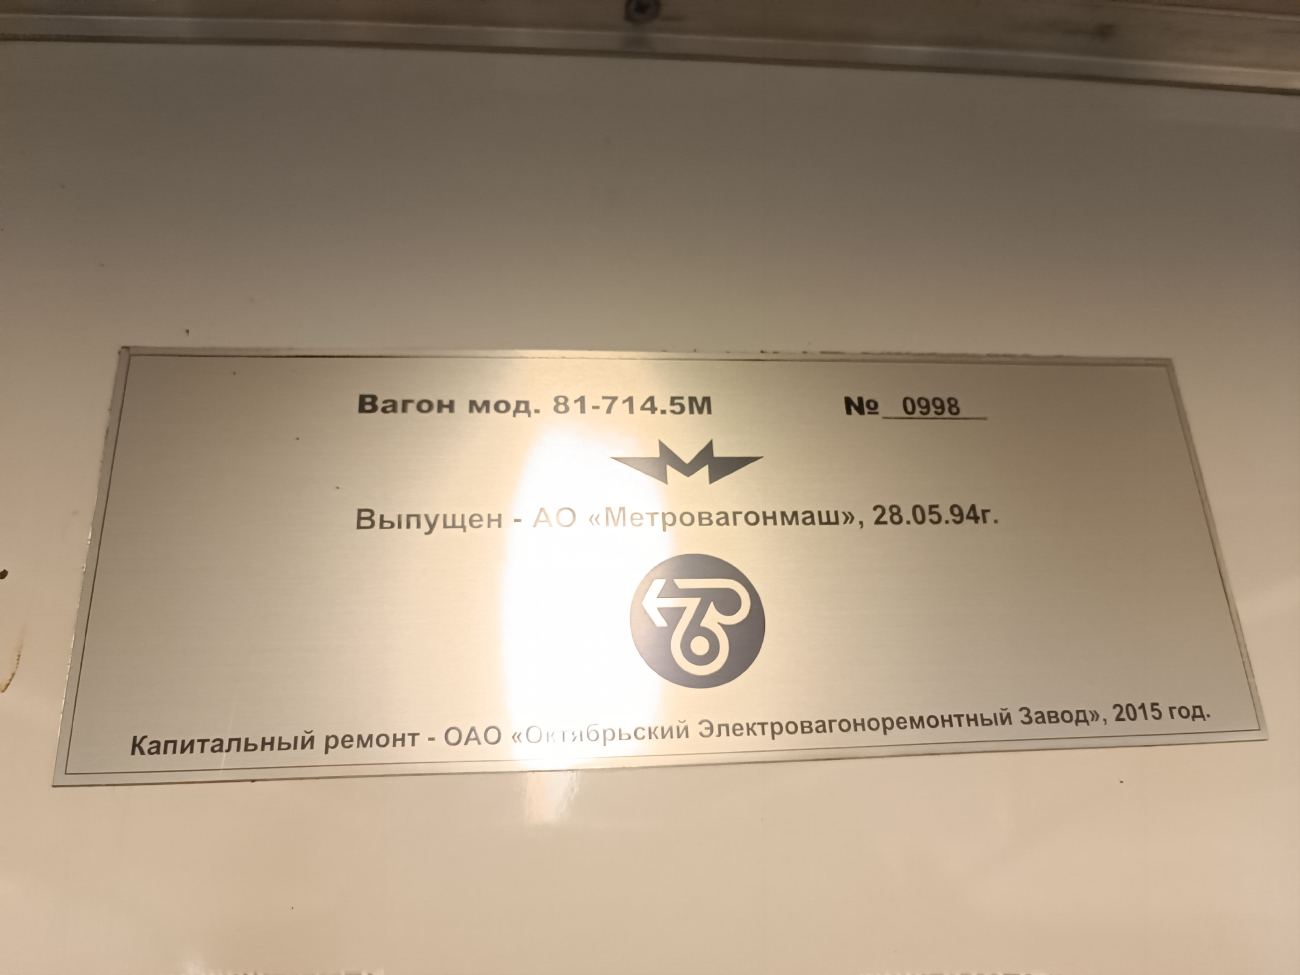 Вагон мод. 81-714.5М № 0998
Выпущен - АО «Метровагонмаш», 28.05.94г.
Капитальный ремонт - ОАО «Октябрьский Электровагоноремонтный Завод», 2015 год.